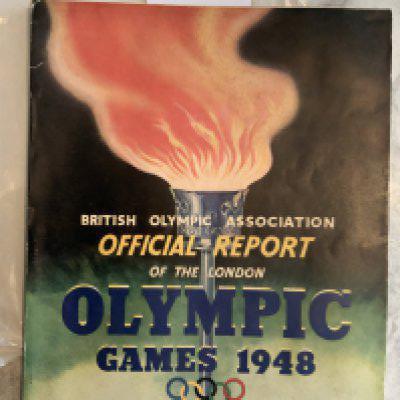 BRITISH OLYMPIC ASSOCIATION
OFFICIAL REPORT
OF THE LONDON
OLYMPIC
GAMES 1948